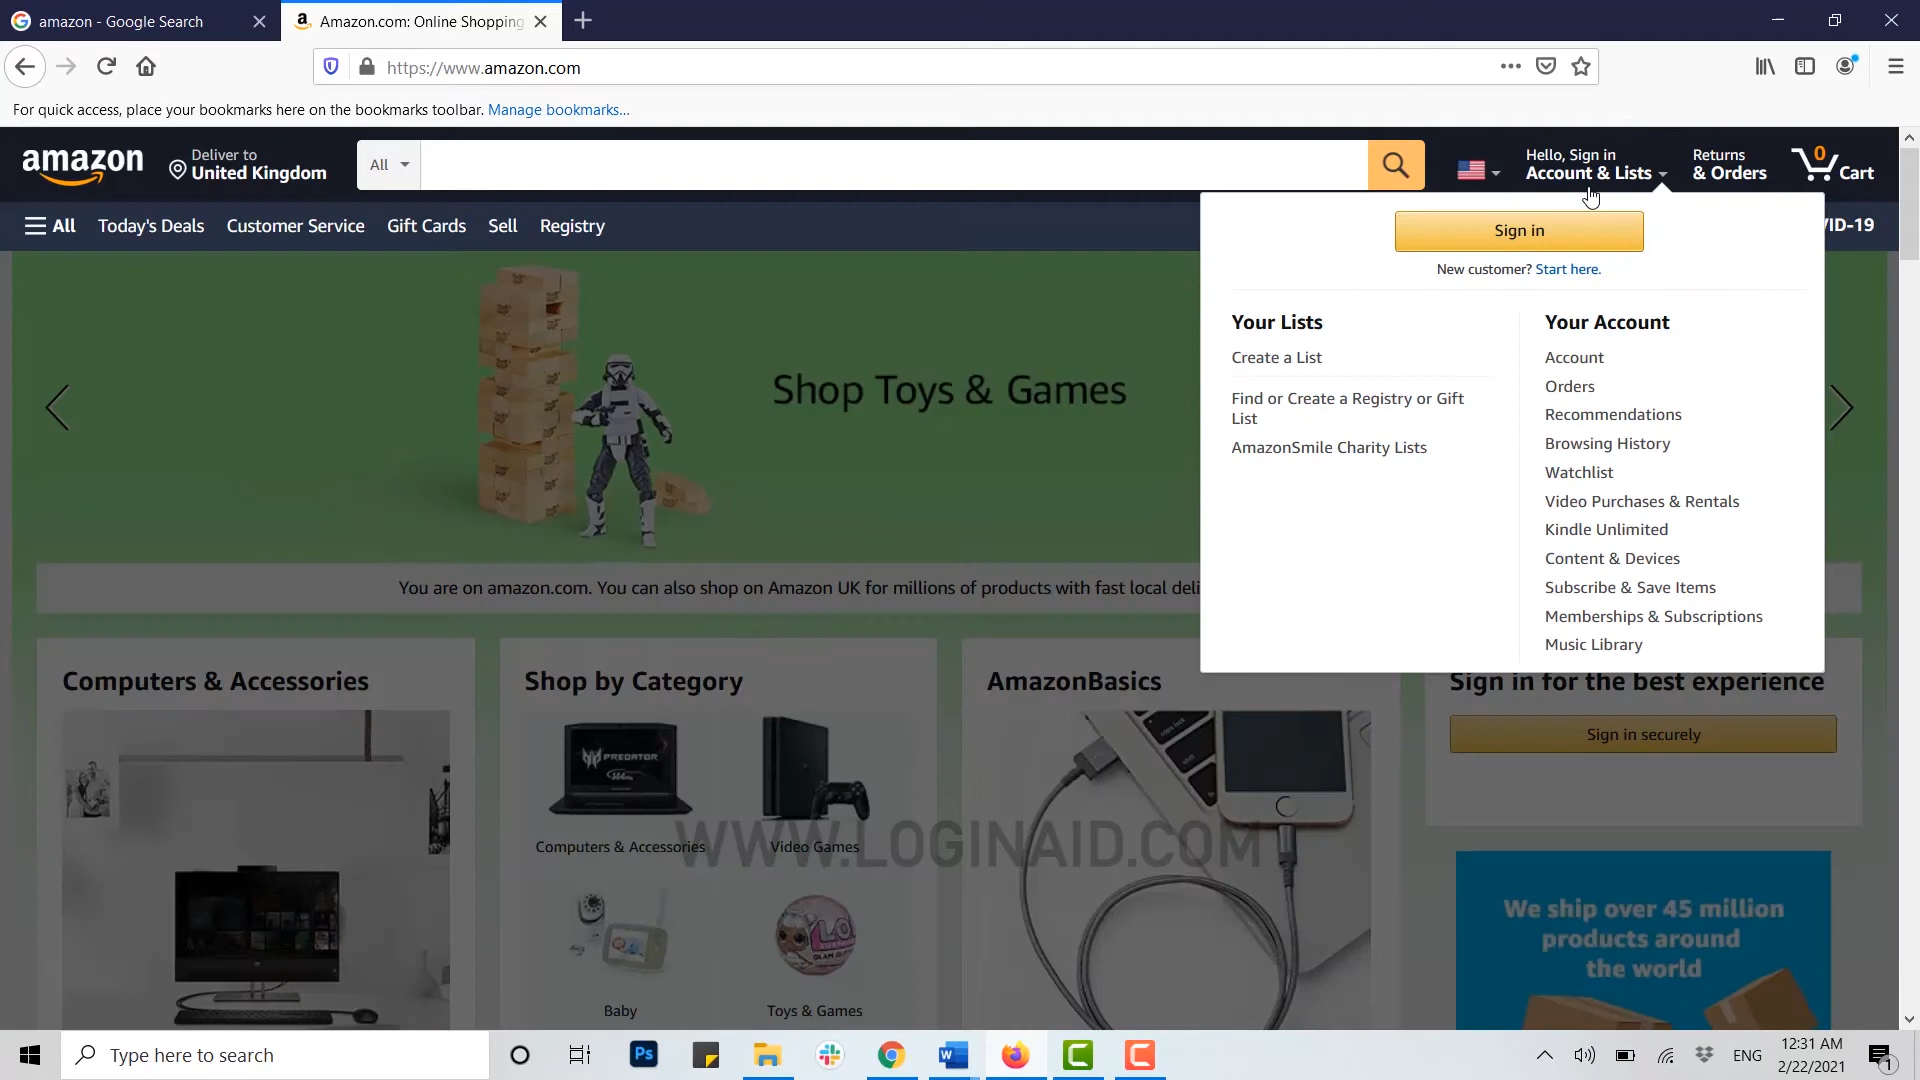 amazon - Google Search
Amazon.com: Online Shopping
https://www.amazon.com
For quick access, place your bookmarks here on the bookmarks toolbar. Manage bookmarks...
amazon
Deliver to
United Kingdom
All
Hello, Sign in
Account & Lists
Returns
& Orders
0
Cart
All
Today's Deals
Customer Service
Gift Cards
Sell
Registry
VID-19
Sign in
New customer? Start here.
Your Lists
Create a List
Find or Create a Registry or Gift
List
AmazonSmile Charity Lists
Your Account
Account
Orders
Recommendations
Browsing History
Watchlist
Video Purchases & Rentals
Kindle Unlimited
Content & Devices
Subscribe & Save Items
Memberships & Subscriptions
Music Library
Shop Toys & Games
You are on amazon.com. You can also shop on Amazon UK for millions of products with fast local deli
Computers & Accessories
Shop by Category
PREDATOR
Computers & Accessories
Video Games
Baby
Toys & Games
AmazonBasics
caps lock
Sign in for the best experience
Sign in securely
We ship over 45 million
products around
the world
WWW.LOGINAID.COM
Type here to search
Ps
ENG
12:31 AM
2/22/2021
1